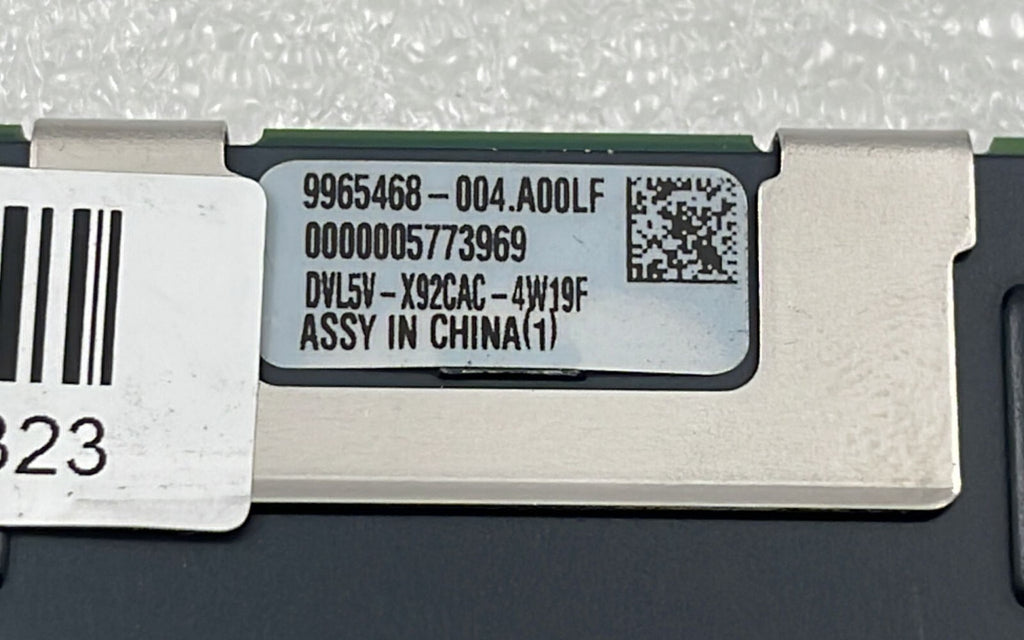 9965468-004.A00LF
0000005773969
DVL5V-X92CAC-4W19F
ASSY IN CHINA(1)
323